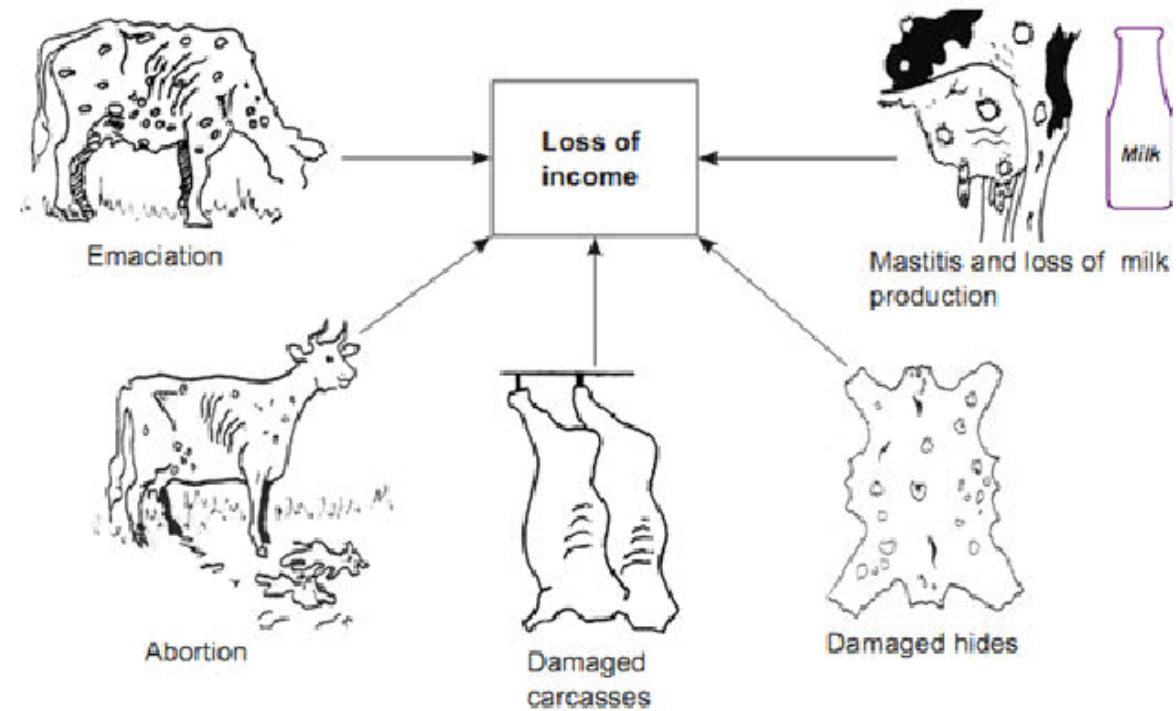 Loss of
income
Milk
Emaciation
Mastitis and loss of milk
production
Abortion
Damaged
carcasses
Damaged hides